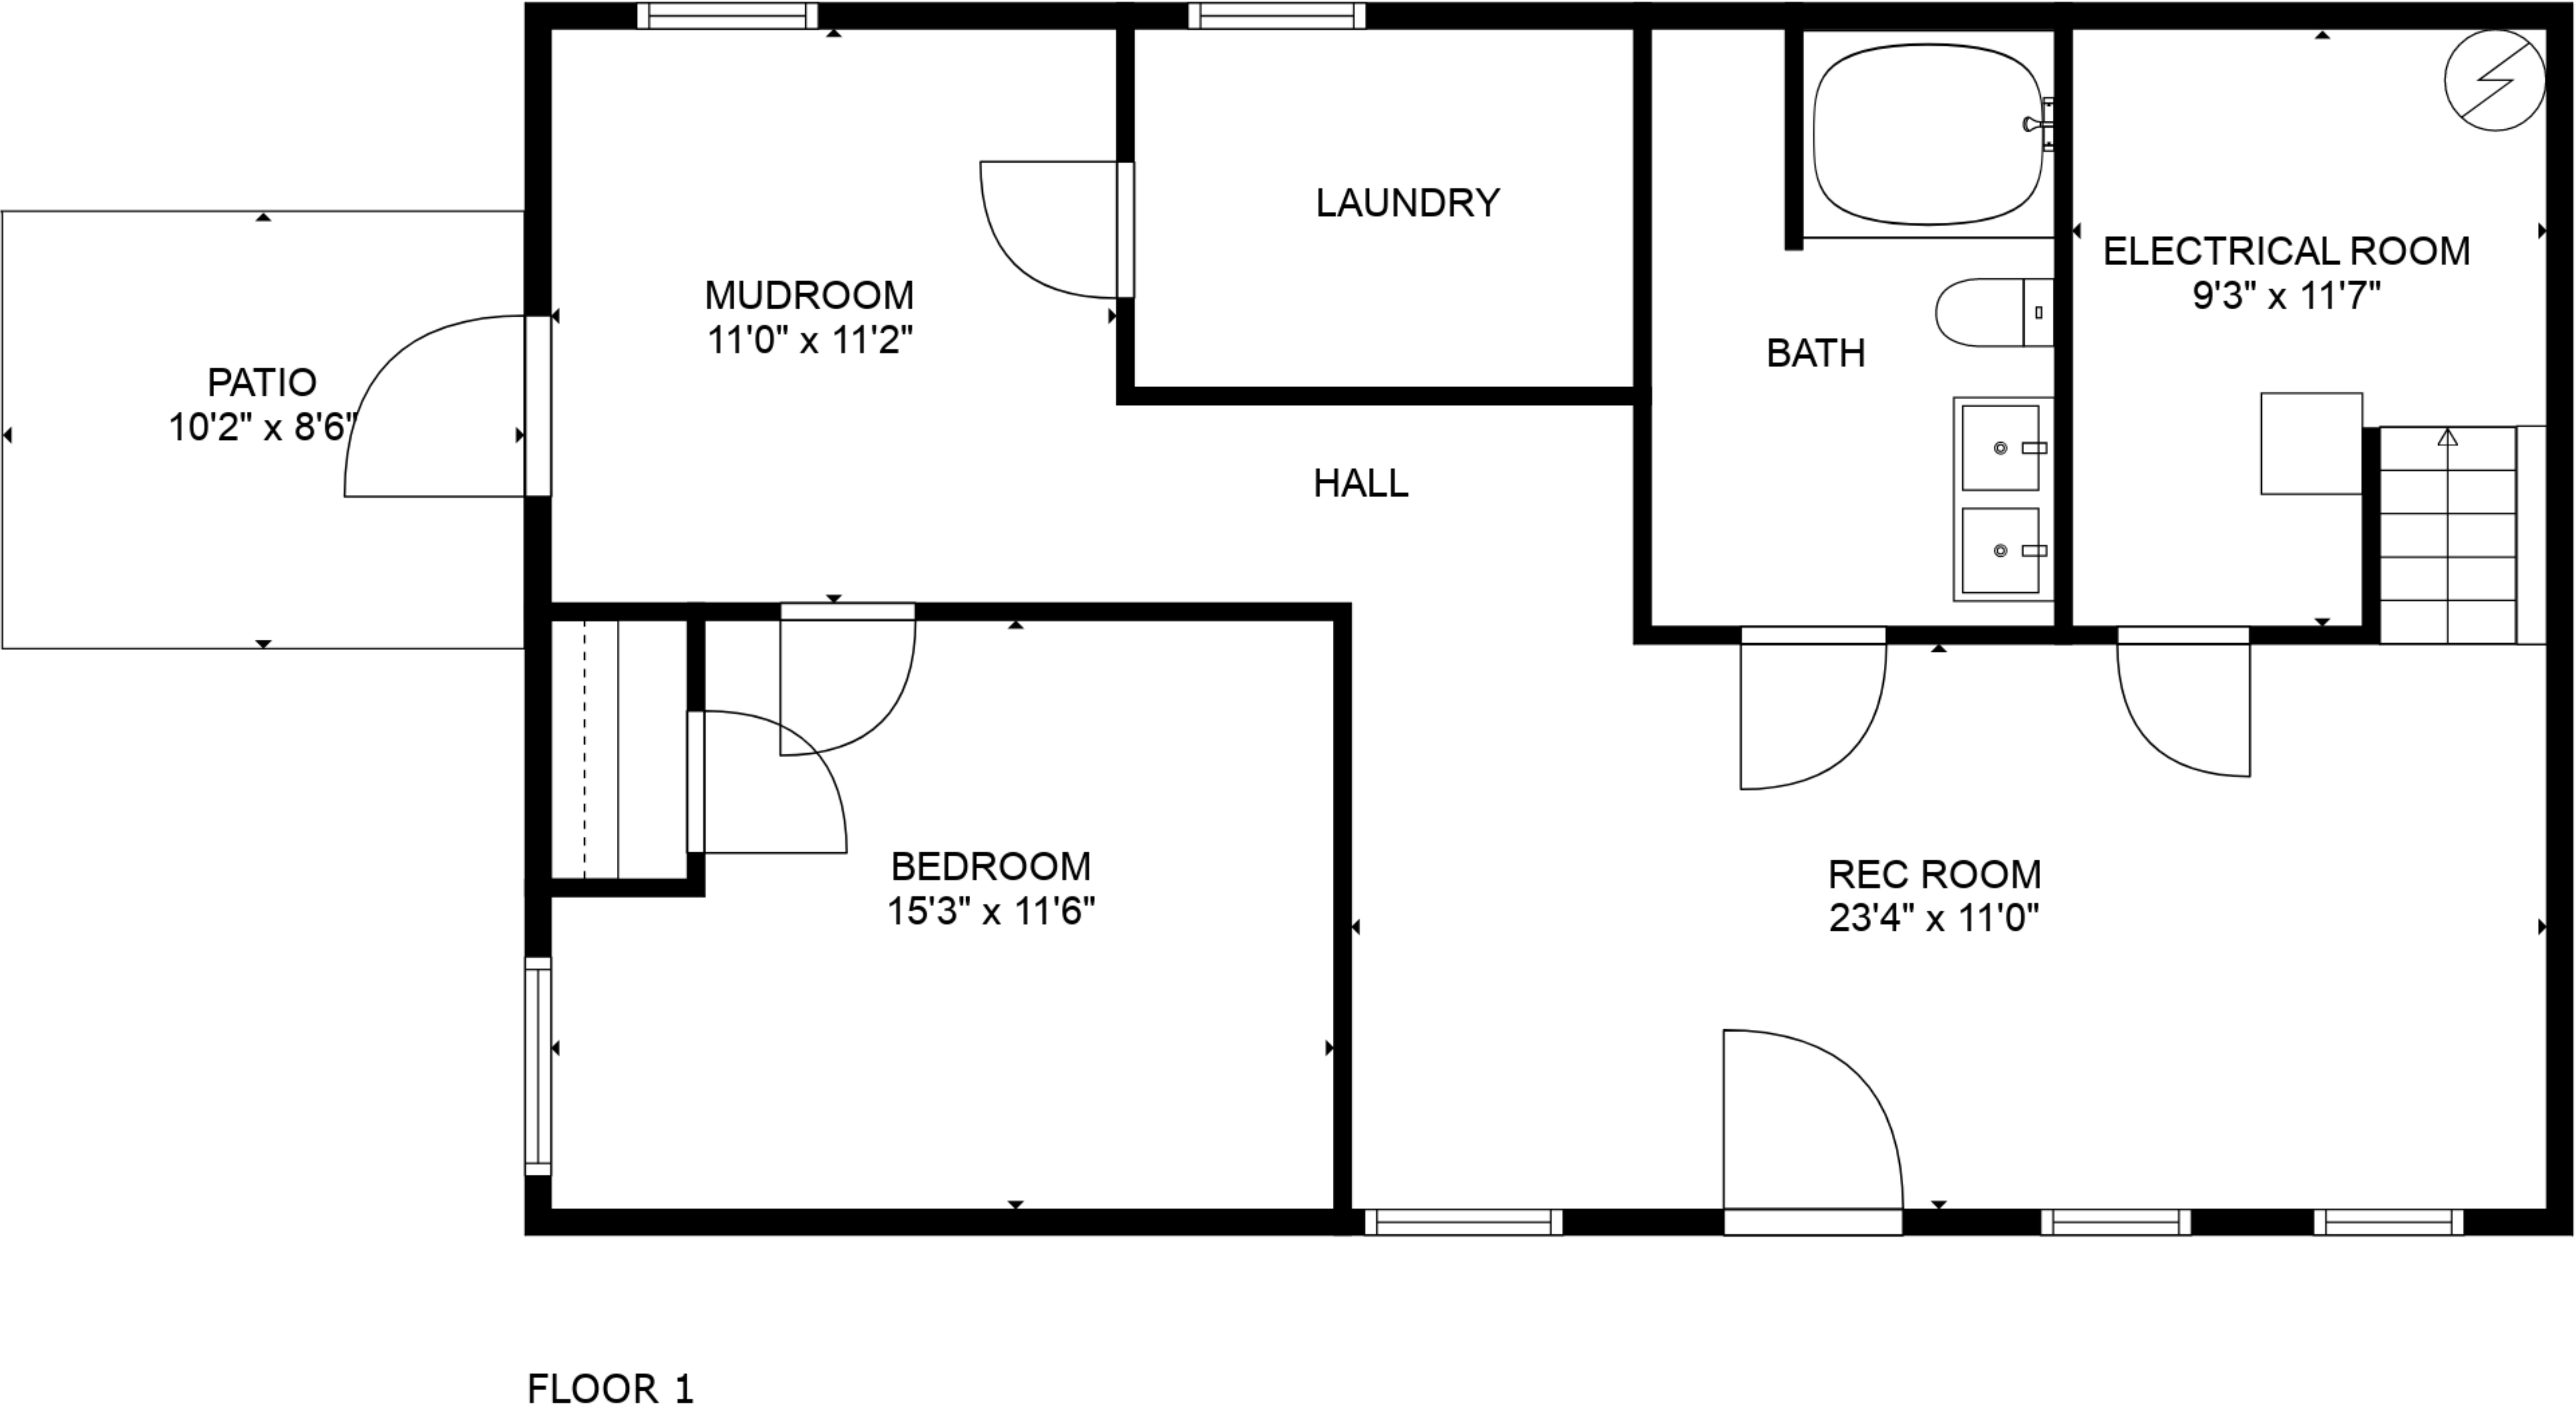 LAUNDRY
ELECTRICAL ROOM
9'3" x 11'7"
MUDROOM
11'0" x 11'2"
BATH
PATIO
10'2" x 8'6"
HALL
BEDROOM
15'3" x 11'6"
REC ROOM
23'4" x 11'0"
FLOOR 1